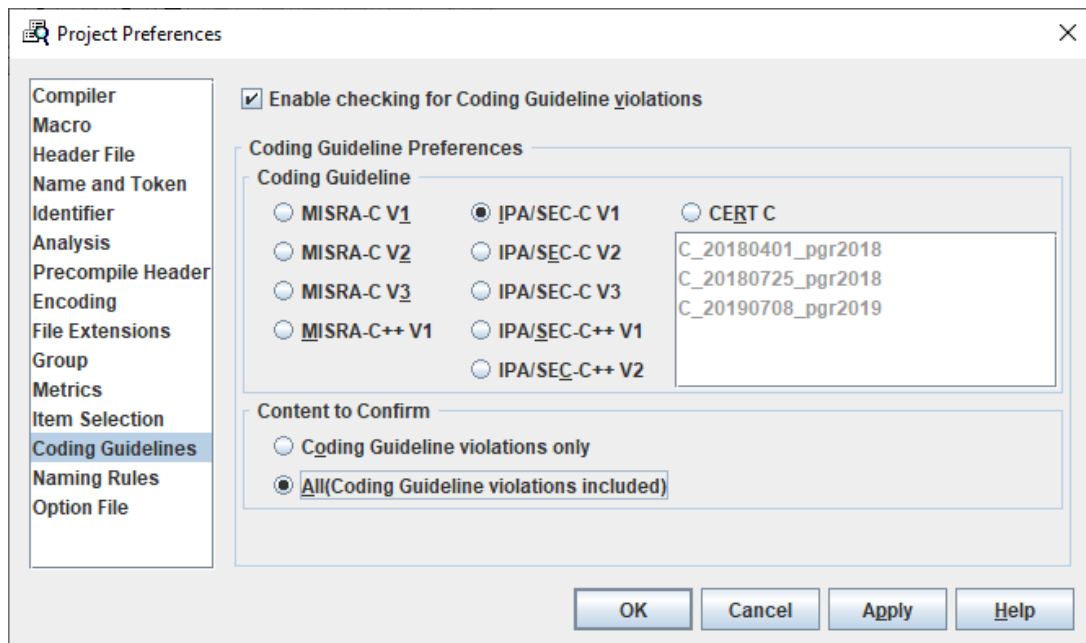 Project Preferences
Compiler
Macro
Header File
Name and Token
Identifier
Analysis
Precompile Header
Encoding
File Extensions
Group
Metrics
Item Selection
Coding Guidelines
Naming Rules
Option File
Enable checking for Coding Guideline violations
Coding Guideline Preferences
Coding Guideline
MISRA-C V1
IPA/SEC-C V1
CERT C
MISRA-C V2
IPA/SEC-C V2
MISRA-C V3
IPA/SEC-C V3
MISRA-C++ V1
IPA/SEC-C++ V1
IPA/SEC-C++ V2
C_20180401_pgr2018
C_20180725_pgr2018
C_20190708_pgr2019
Content to Confirm
Coding Guideline violations only
All(Coding Guideline violations included)
OK
Cancel
Apply
Help